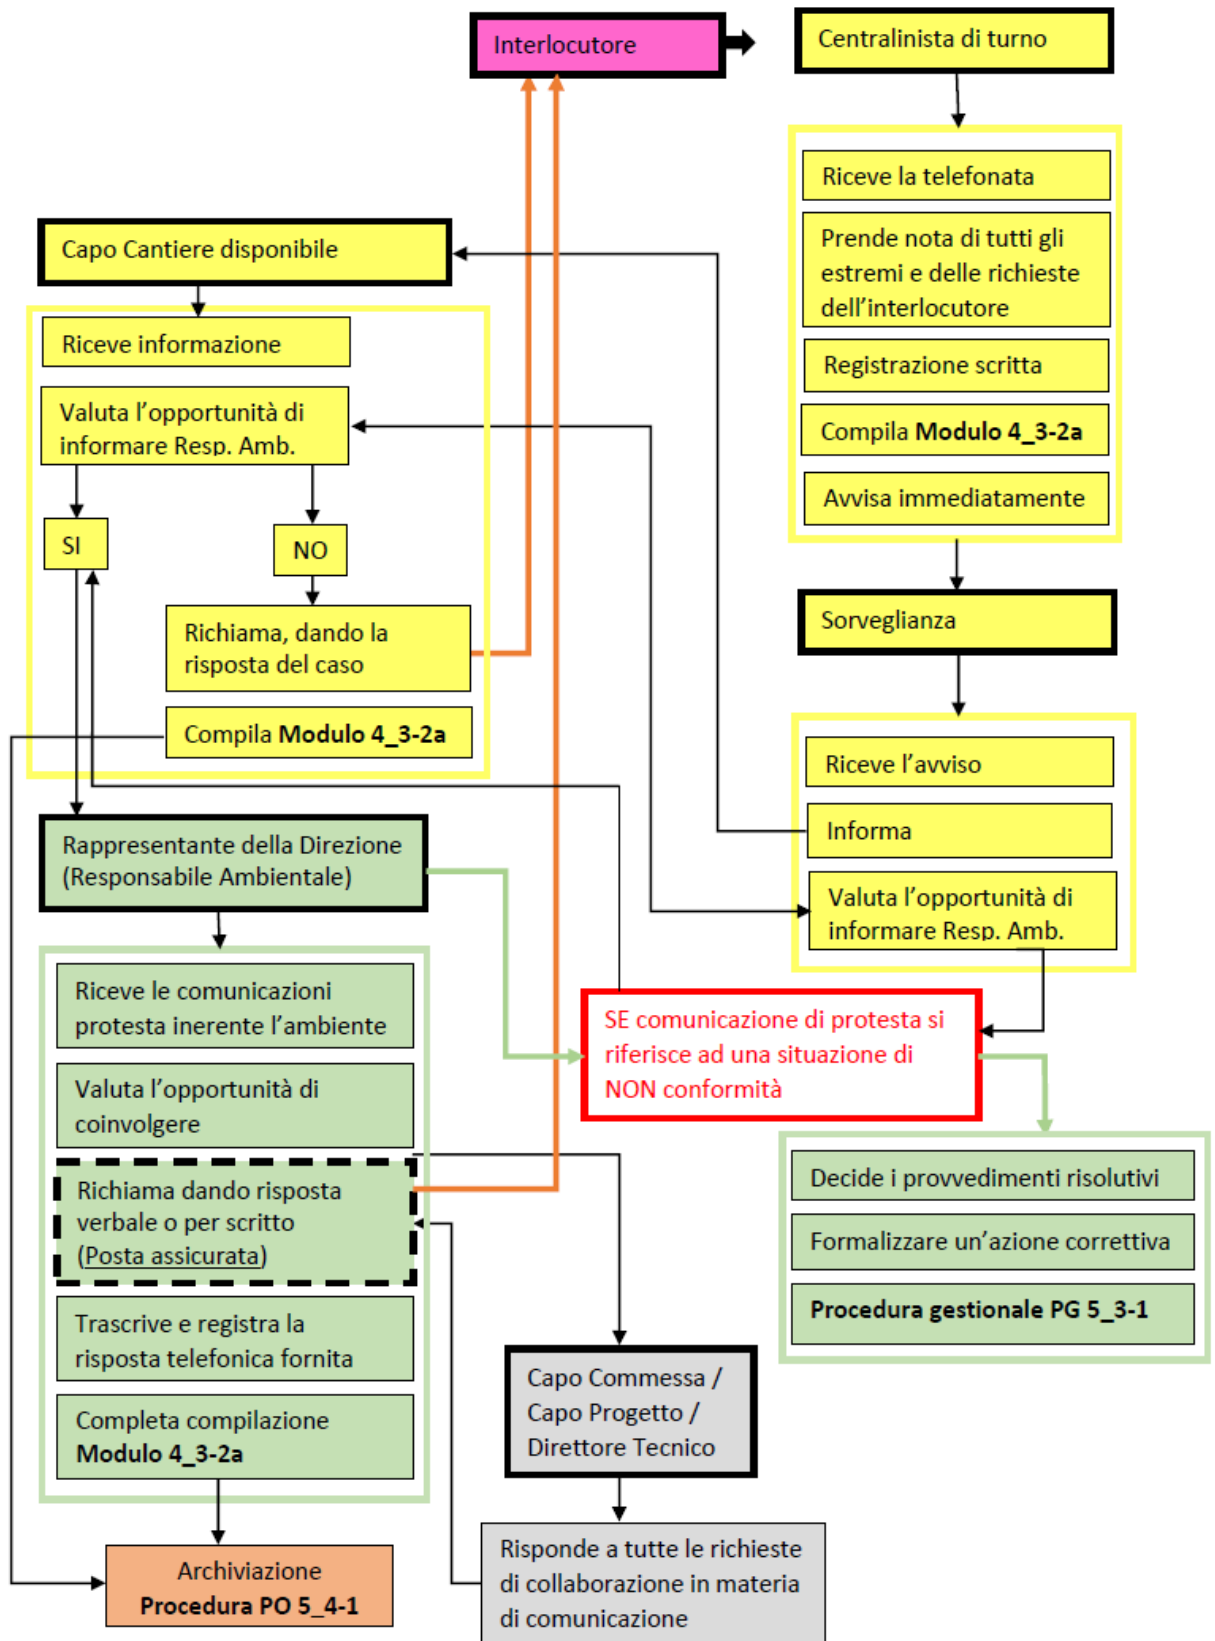 Interlocutore
Centralinista di turno
Riceve la telefonata
Prende nota di tutti gli
estremi e delle richieste
dell'interlocutore
Registrazione scritta
Compila Modulo 4_3-2a
Avvisa immediatamente
Sorveglianza
Riceve l'avviso
Informa
Valuta l'opportunità di
informare Resp. Amb.
Capo Cantiere disponibile
Riceve informazione
Valuta l'opportunità di
informare Resp. Amb.
SI
NO
Richiama, dando la
risposta del caso
Compila Modulo 4_3-2a
Rappresentante della Direzione
(Responsabile Ambientale)
Riceve le comunicazioni
protesta inerente l'ambiente
Valuta l'opportunità di
coinvolgere
Richiama dando risposta
verbale o per scritto
(Posta assicurata)
Trascrive e registra la
risposta telefonica fornita
Completa compilazione
Modulo 4_3-2a
Archiviazione
Procedura PO 5_4-1
SE comunicazione di protesta si
riferisce ad una situazione di
NON conformità
Decide i provvedimenti risolutivi
Formalizzare un'azione correttiva
Procedura gestionale PG 5_3-1
Capo Commessa /
Capo Progetto /
Direttore Tecnico
Risponde a tutte le richieste
di collaborazione in materia
di comunicazione